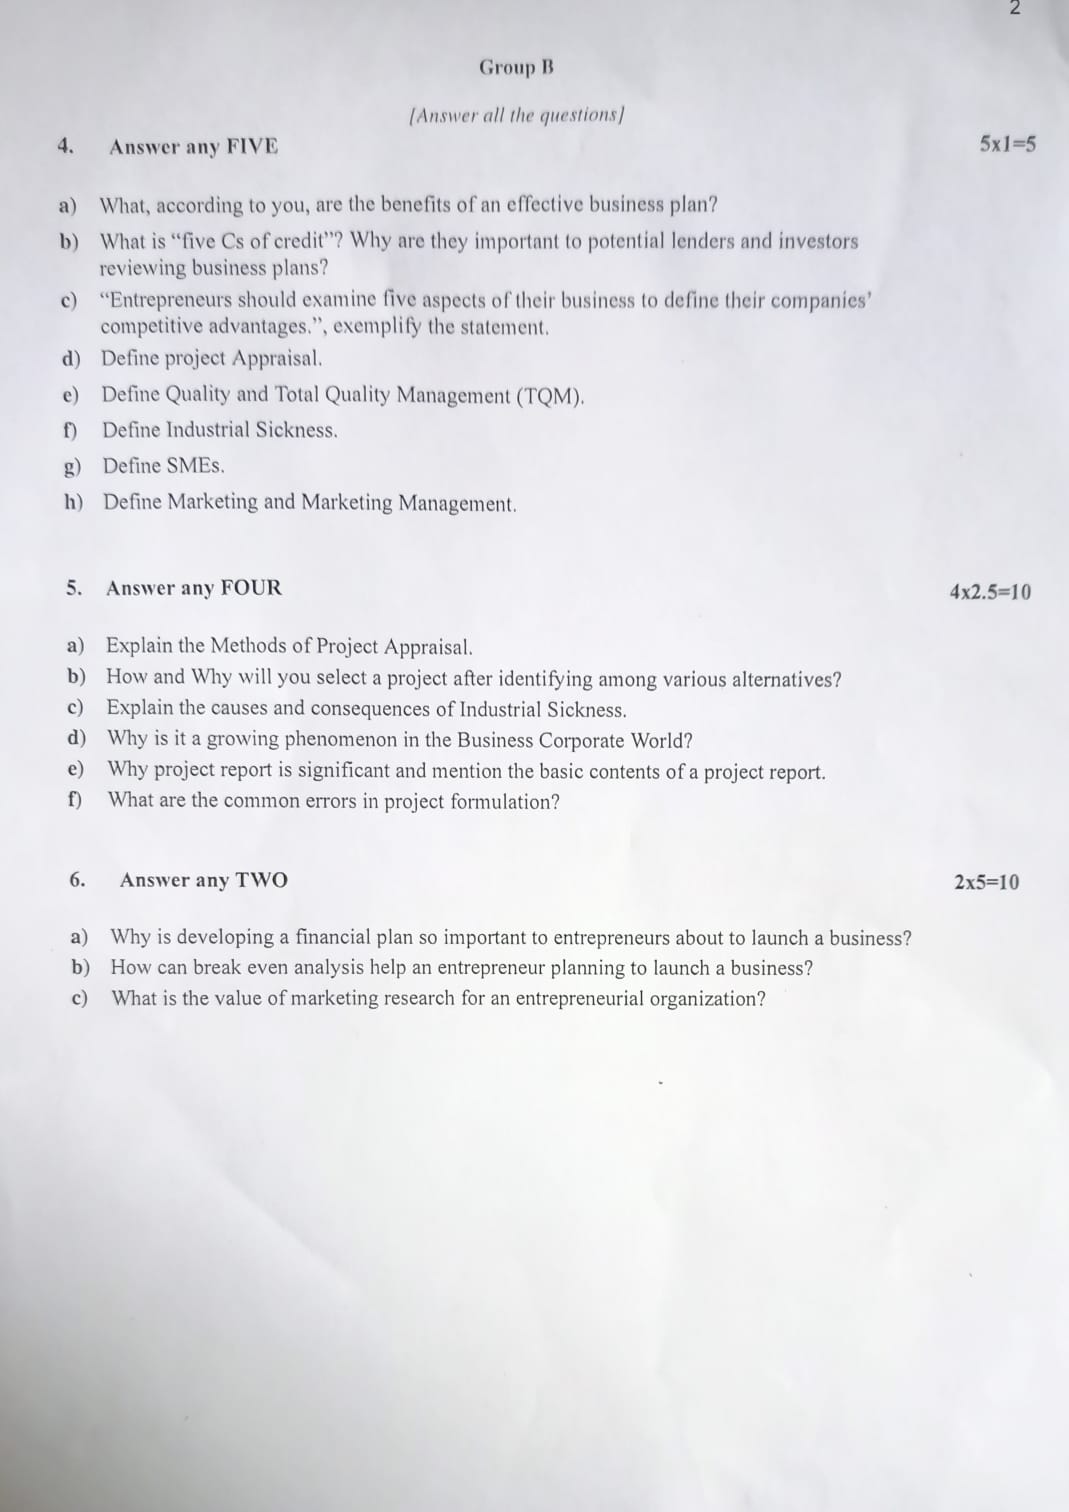 2
Group B
[Answer all the questions]
4. Answer any FIVE 5x1=5
a) What, according to you, are the benefits of an effective business plan?
b) What is “five Cs of credit”? Why are they important to potential lenders and investors
reviewing business plans?
c) “Entrepreneurs should examine five aspects of their business to define their companies’
competitive advantages.”, exemplify the statement.
d) Define project Appraisal.
e) Define Quality and Total Quality Management (TQM).
f) Define Industrial Sickness.
g) Define SMEs.
h) Define Marketing and Marketing Management.
5. Answer any FOUR 4x2.5=10
a) Explain the Methods of Project Appraisal.
b) How and Why will you select a project after identifying among various alternatives?
c) Explain the causes and consequences of Industrial Sickness.
d) Why is it a growing phenomenon in the Business Corporate World?
e) Why project report is significant and mention the basic contents of a project report.
f) What are the common errors in project formulation?
6. Answer any TWO 2x5=10
a) Why is developing a financial plan so important to entrepreneurs about to launch a business?
b) How can break even analysis help an entrepreneur planning to launch a business?
c) What is the value of marketing research for an entrepreneurial organization?